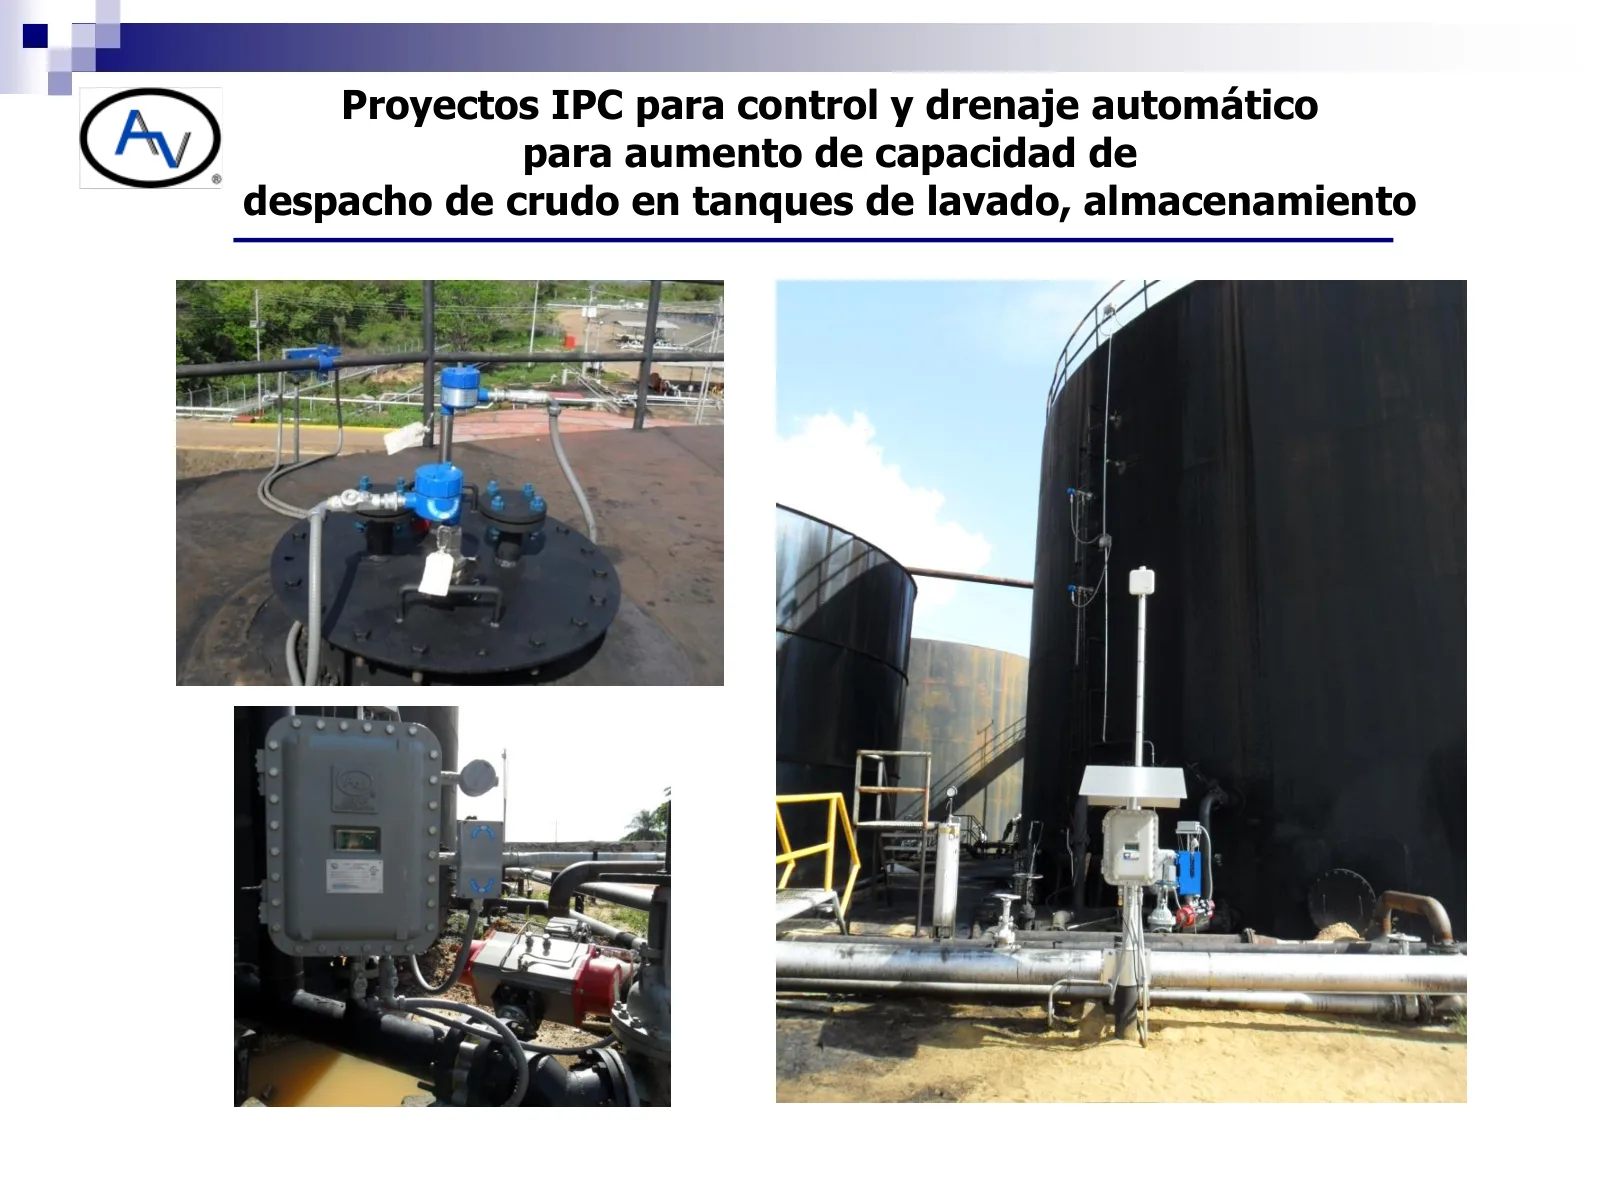 AV
®
Proyectos IPC para control y drenaje automático
para aumento de capacidad de
despacho de crudo en tanques de lavado, almacenamiento